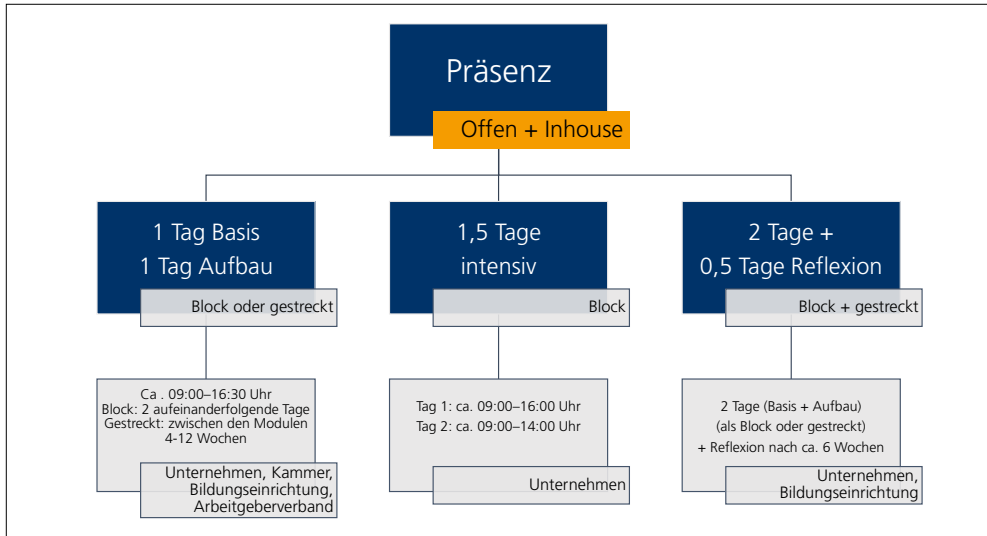 Präsenz
Offen + Inhouse
1 Tag Basis
1 Tag Aufbau
Block oder gestreckt
Ca . 09:00–16:30 Uhr
Block: 2 aufeinanderfolgende Tage
Gestreckt: zwischen den Modulen
4-12 Wochen
Unternehmen, Kammer,
Bildungseinrichtung,
Arbeitgeberverband
1,5 Tage
intensiv
Block
Tag 1: ca. 09:00–16:00 Uhr
Tag 2: ca. 09:00–14:00 Uhr
Unternehmen
2 Tage +
0,5 Tage Reflexion
Block + gestreckt
2 Tage (Basis + Aufbau)
(als Block oder gestreckt)
+ Reflexion nach ca. 6 Wochen
Unternehmen,
Bildungseinrichtung